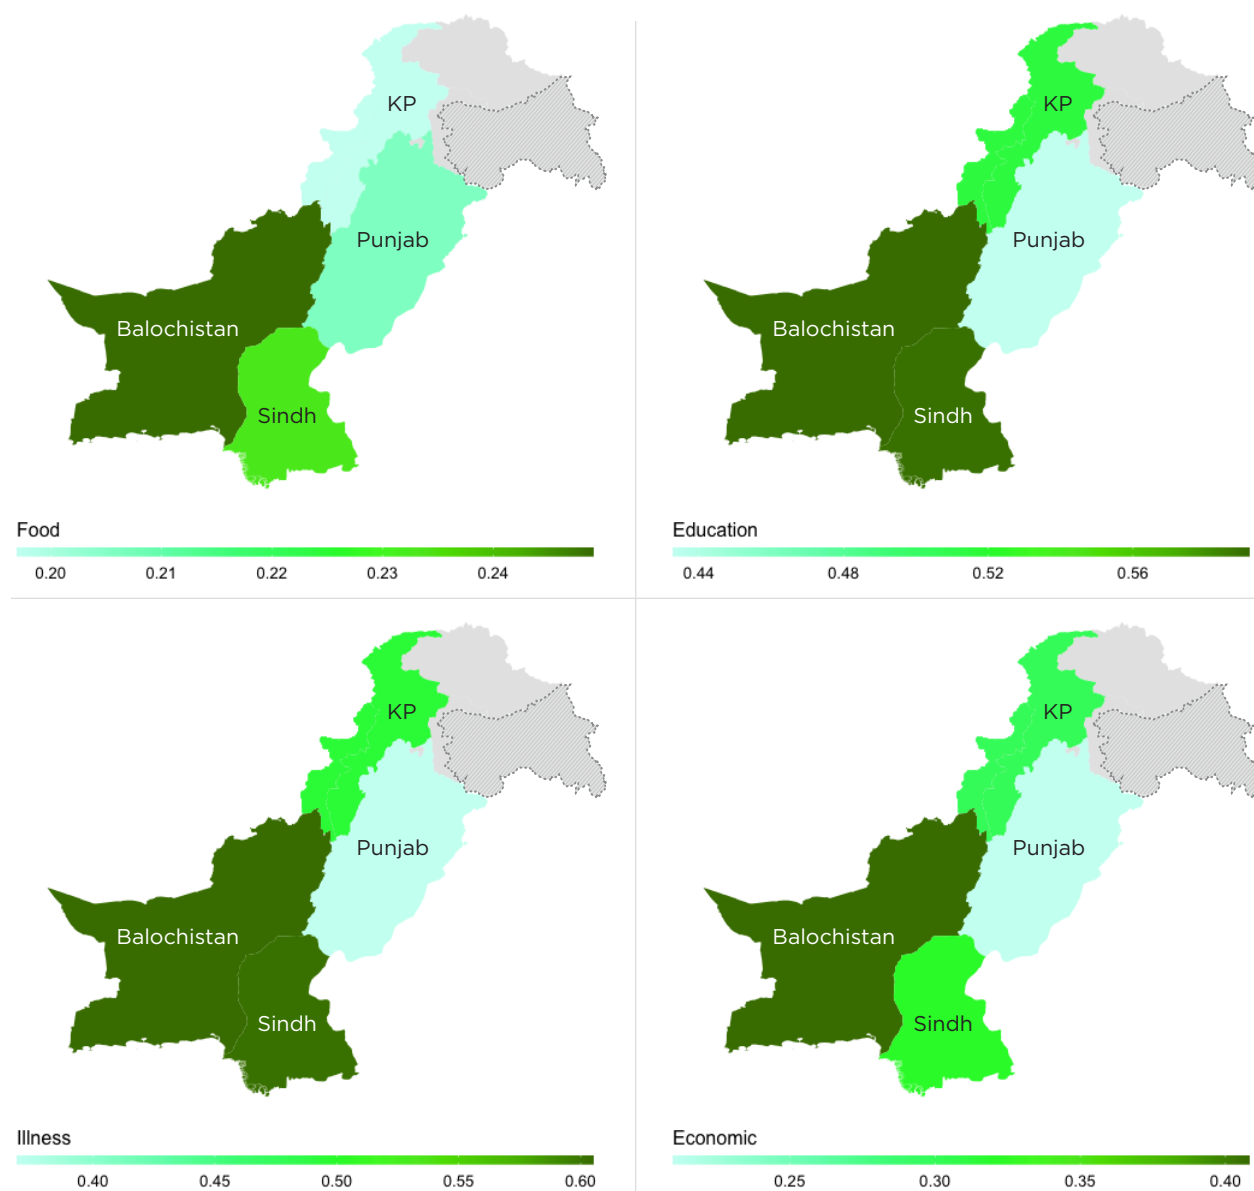 KP
Punjab
Balochistan
Sindh
Food
0.20 0.21 0.22 0.23 0.24
KP
Punjab
Balochistan
Sindh
Education
0.44 0.48 0.52 0.56
KP
Punjab
Balochistan
Sindh
Illness
0.40 0.45 0.50 0.55 0.60
KP
Punjab
Balochistan
Sindh
Economic
0.25 0.30 0.35 0.40